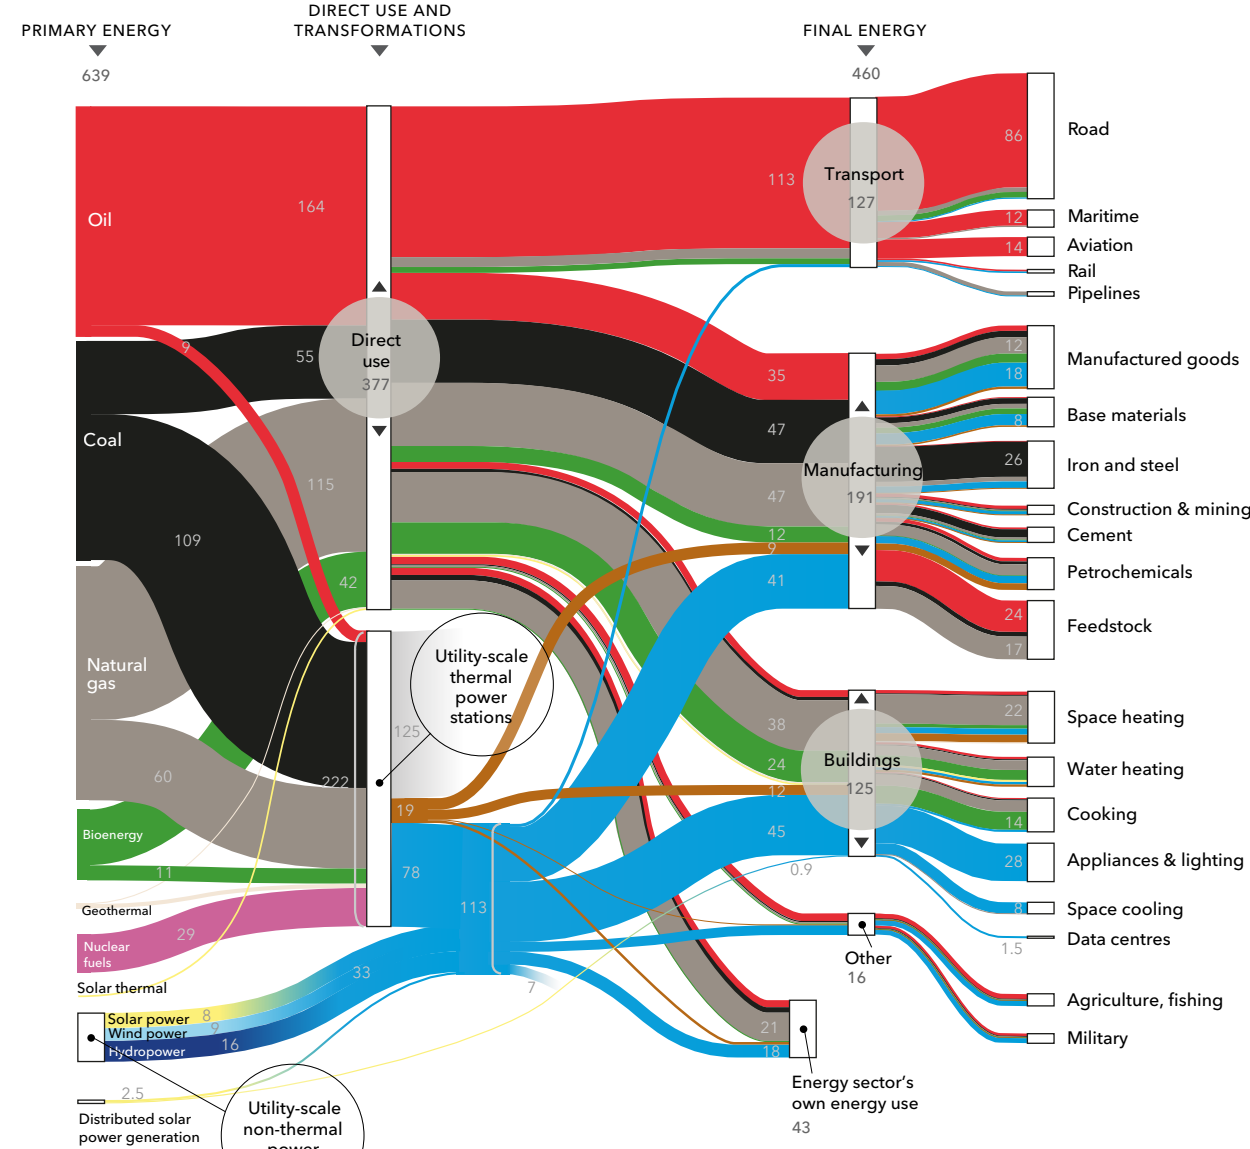 PRIMARY ENERGY
639
DIRECT USE AND
TRANSFORMATIONS
FINAL ENERGY
460
Oil
164
9
Coal
55
109
115
42
Natural
gas
60
Bioenergy
11
Geothermal
Nuclear
fuels
29
Solar thermal
Solar power
8
Wind power
9
Hydropower
16
33
2.5
Distributed solar
power generation
Utility-scale
non-thermal
power
Direct
use
377
222
125
Utility-scale
thermal
power
stations
19
78
113
7
113
Transport
127
86
Road
12
Maritime
14
Aviation
Rail
Pipelines
35
47
47
12
9
41
Manufacturing
191
12
18
Manufactured goods
8
Base materials
26
Iron and steel
Construction & mining
Cement
Petrochemicals
24
17
Feedstock
38
24
12
45
0.9
Buildings
125
22
Space heating
Water heating
14
Cooking
28
Appliances & lighting
8
Space cooling
1.5
Data centres
Other
16
Agriculture, fishing
Military
21
18
Energy sector's
own energy use
43